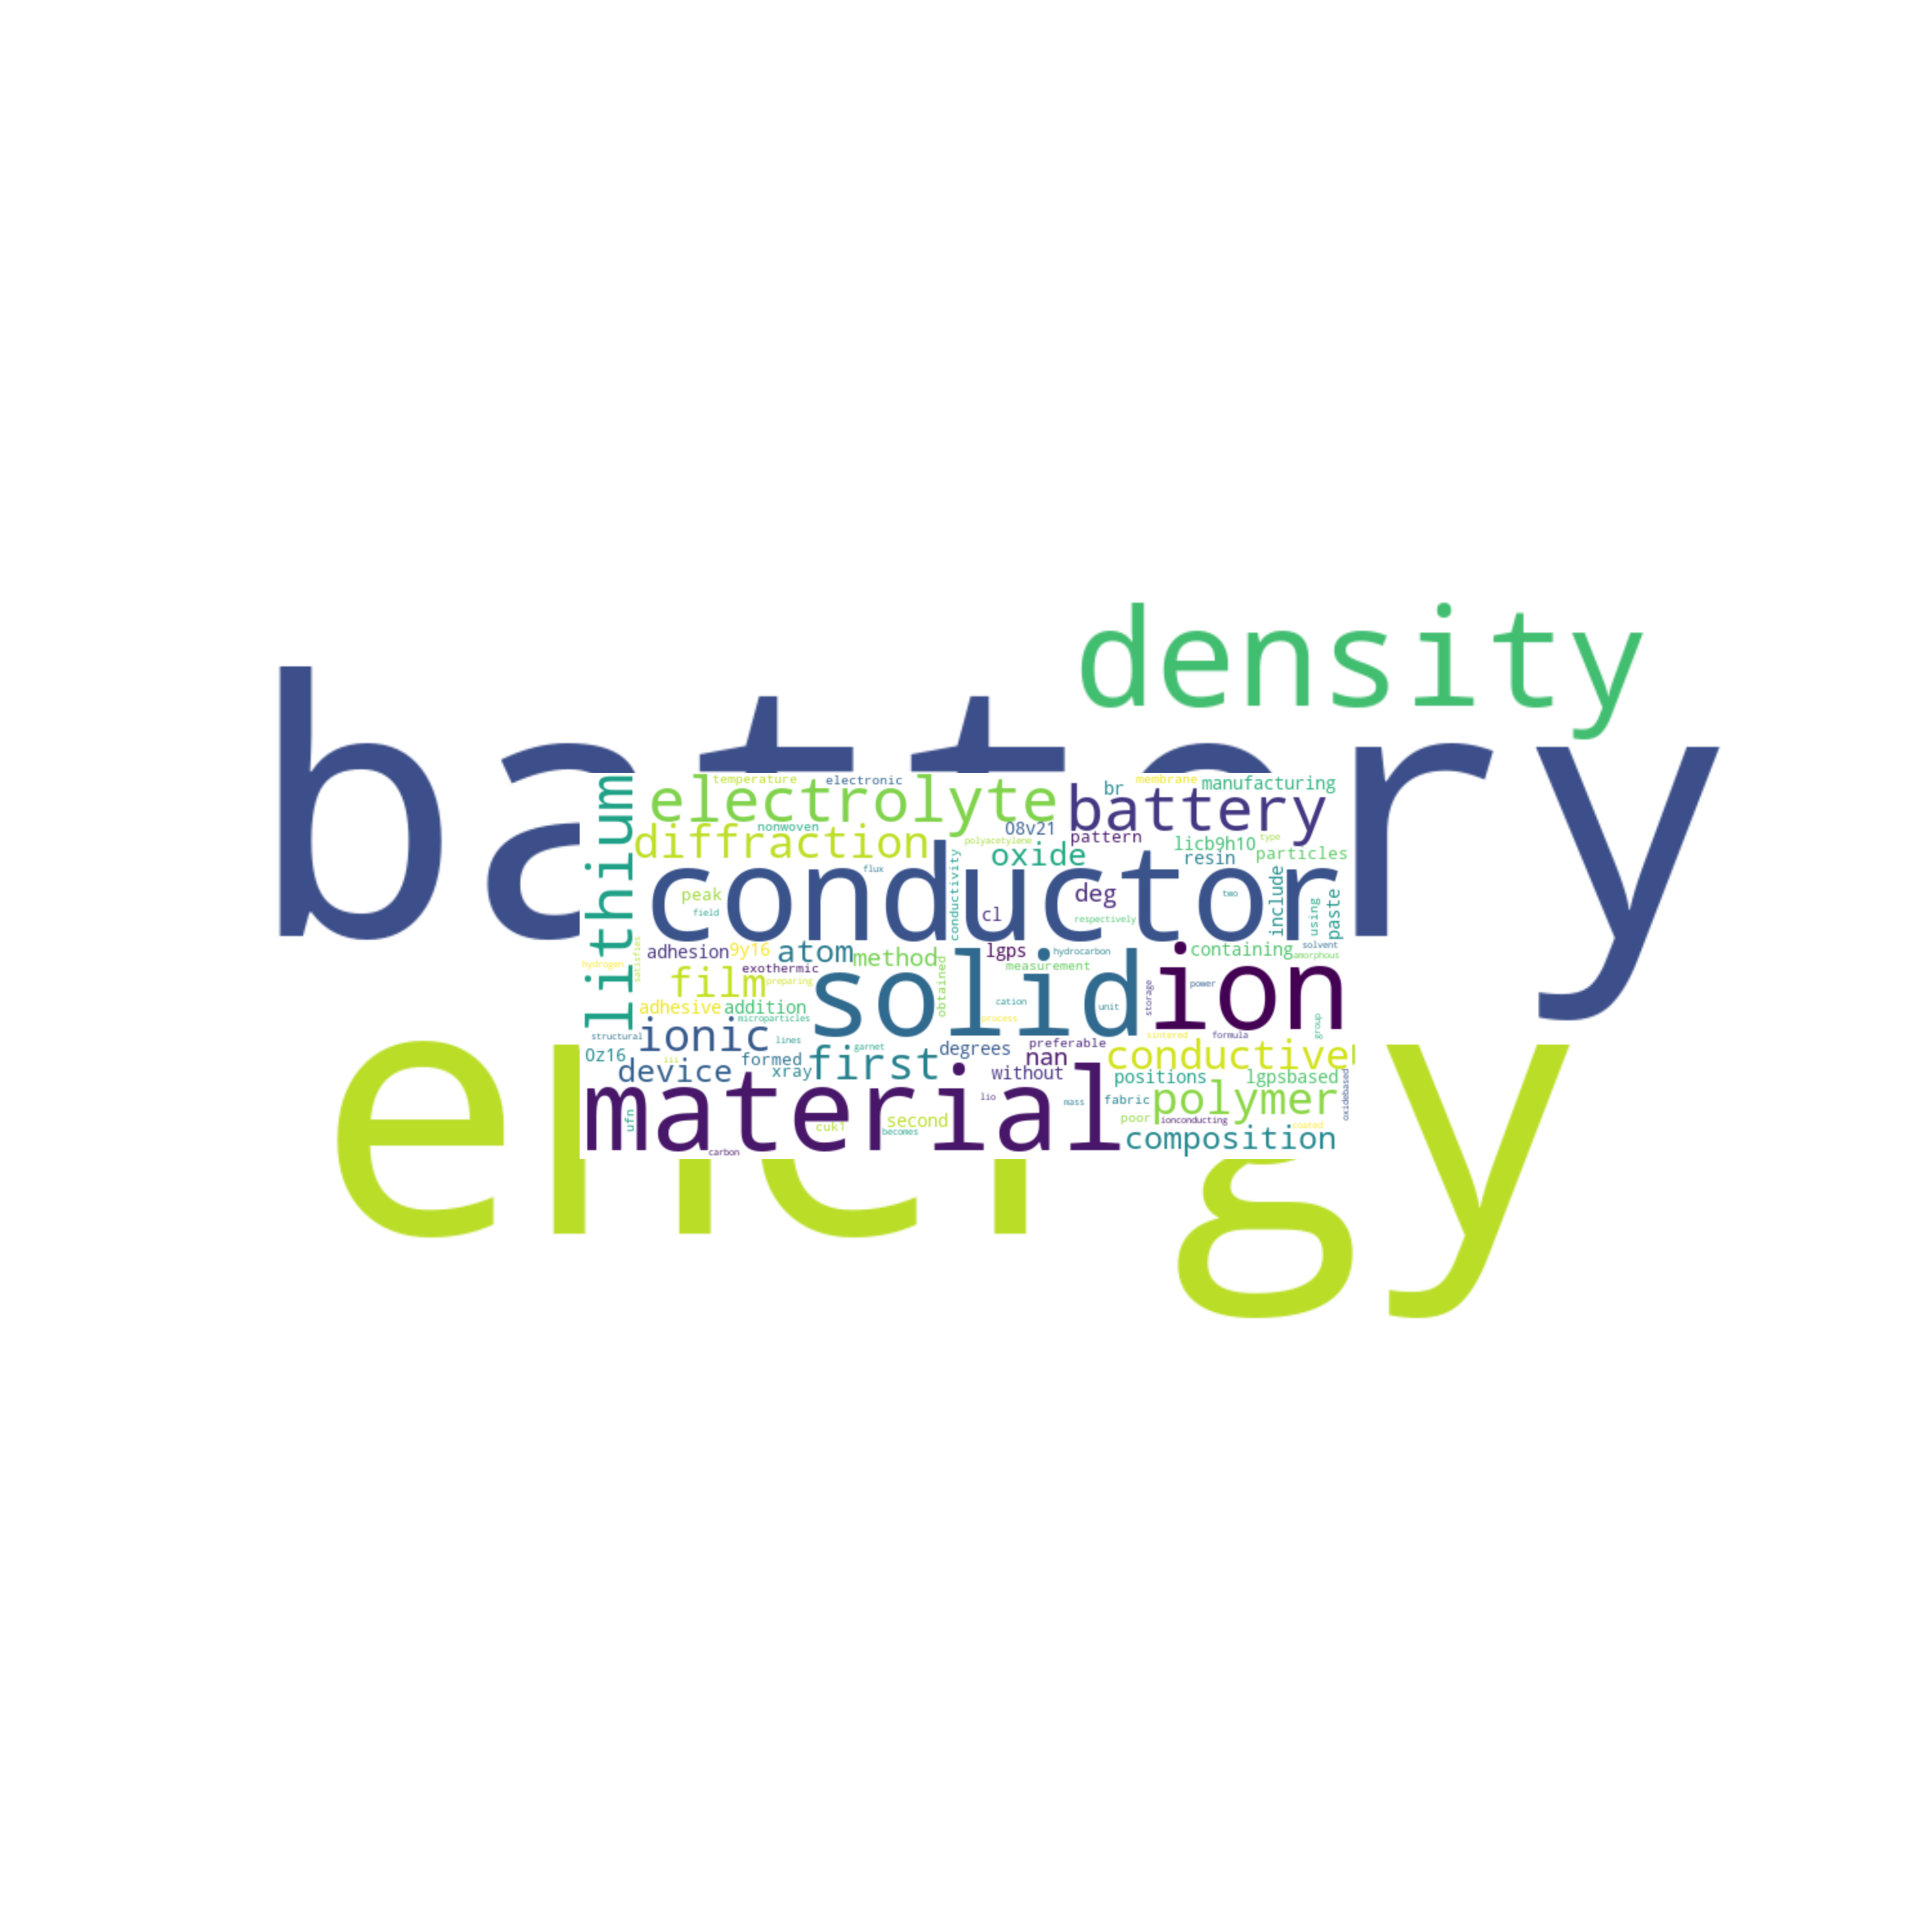 density
battery
energy
temperature electronic membrane
electrolyte br manufacturing
lithium battery
nonwoven 08v21 pattern
diffraction polyacetylene licb9h10 type
oxide resin particles
conductor
flux conductivity include
peak deg two paste
field cl respectively using
adhesion 9y16 atom method lgps hydrocarbon containing solvent
hydrogen satisfies exothermic measurement amorphous
film preparing obtained solid ion
cation unit storage power
adhesive addition
microparticles process group
structural ionic lines garnet degrees preferable sintered formula
0z16 iii formed first nan conductive
device xray without positions lgpsbased
material lio mass fabric polymer oxidebased
ufn cuk1 second poor ionconducting
becomes coated
carbon composition